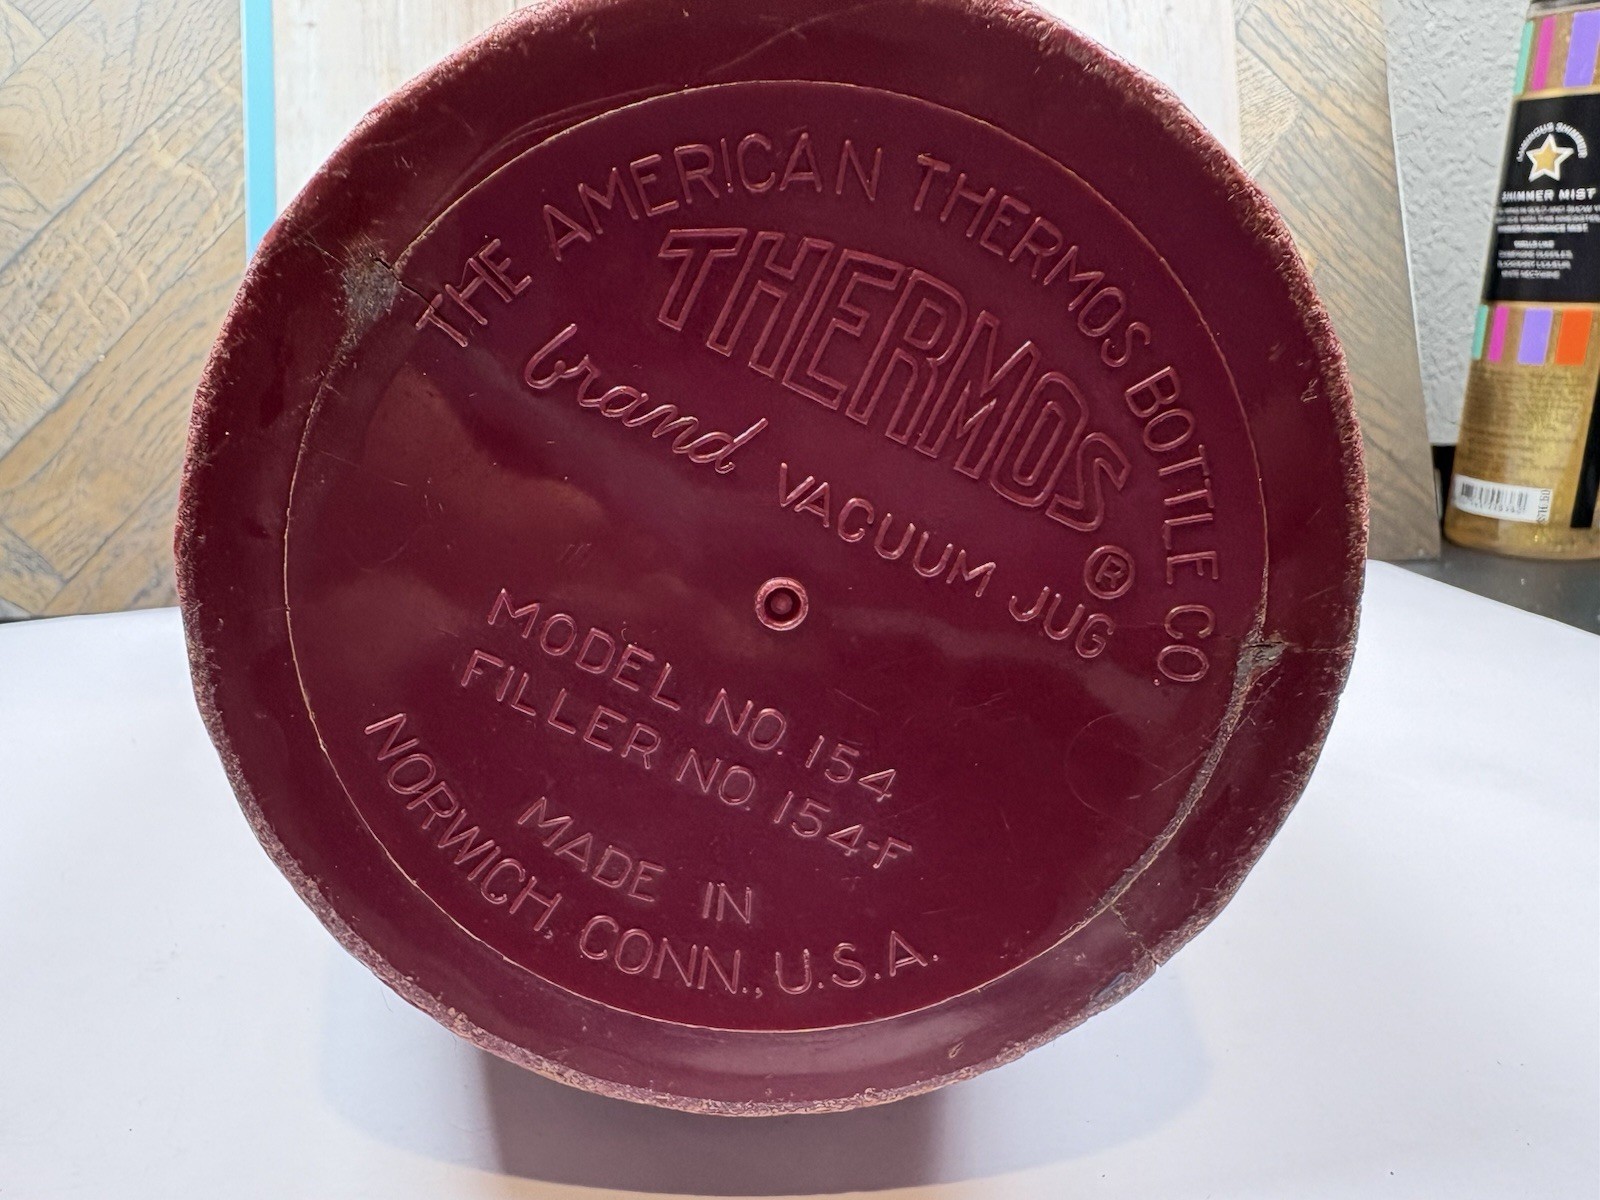 THE AMERICAN THERMOS BOTTLE CO.
THERMOS ®
brand VACUUM JUG
MODEL NO. 154
FILLER NO. 154-F
MADE IN
NORWICH, CONN., U.S.A.
SHIMMER MIST